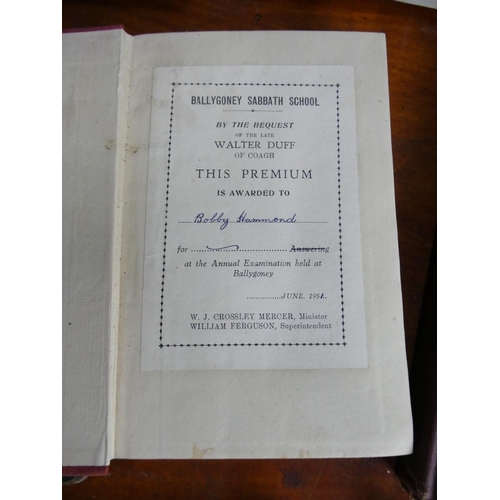 BALLYGONEY SABBATH SCHOOL
BY THE BEQUEST
OF THE LATE
WALTER DUFF
OF COAGH
THIS PREMIUM
IS AWARDED TO
Bobby Hammond
for .............................. Answering
at the Annual Examination held at
Ballygoney
...............JUNE, 1951.
W. J. CROSSLEY MERCER, Minister
WILLIAM FERGUSON, Superintendent